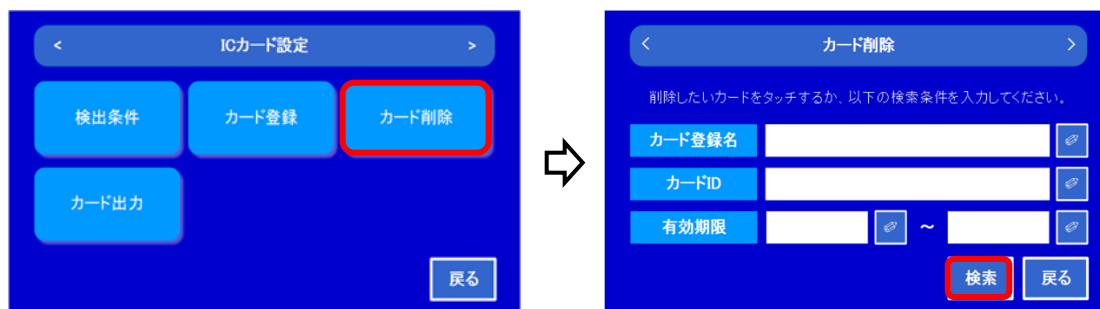 < ICカード設定 >
検出条件 カード登録 カード削除
カード出力
戻る
< カード削除 >
削除したいカードをタッチするか、以下の検索条件を入力してください。
カード登録名
カードID
有効期限 ～
検索 戻る